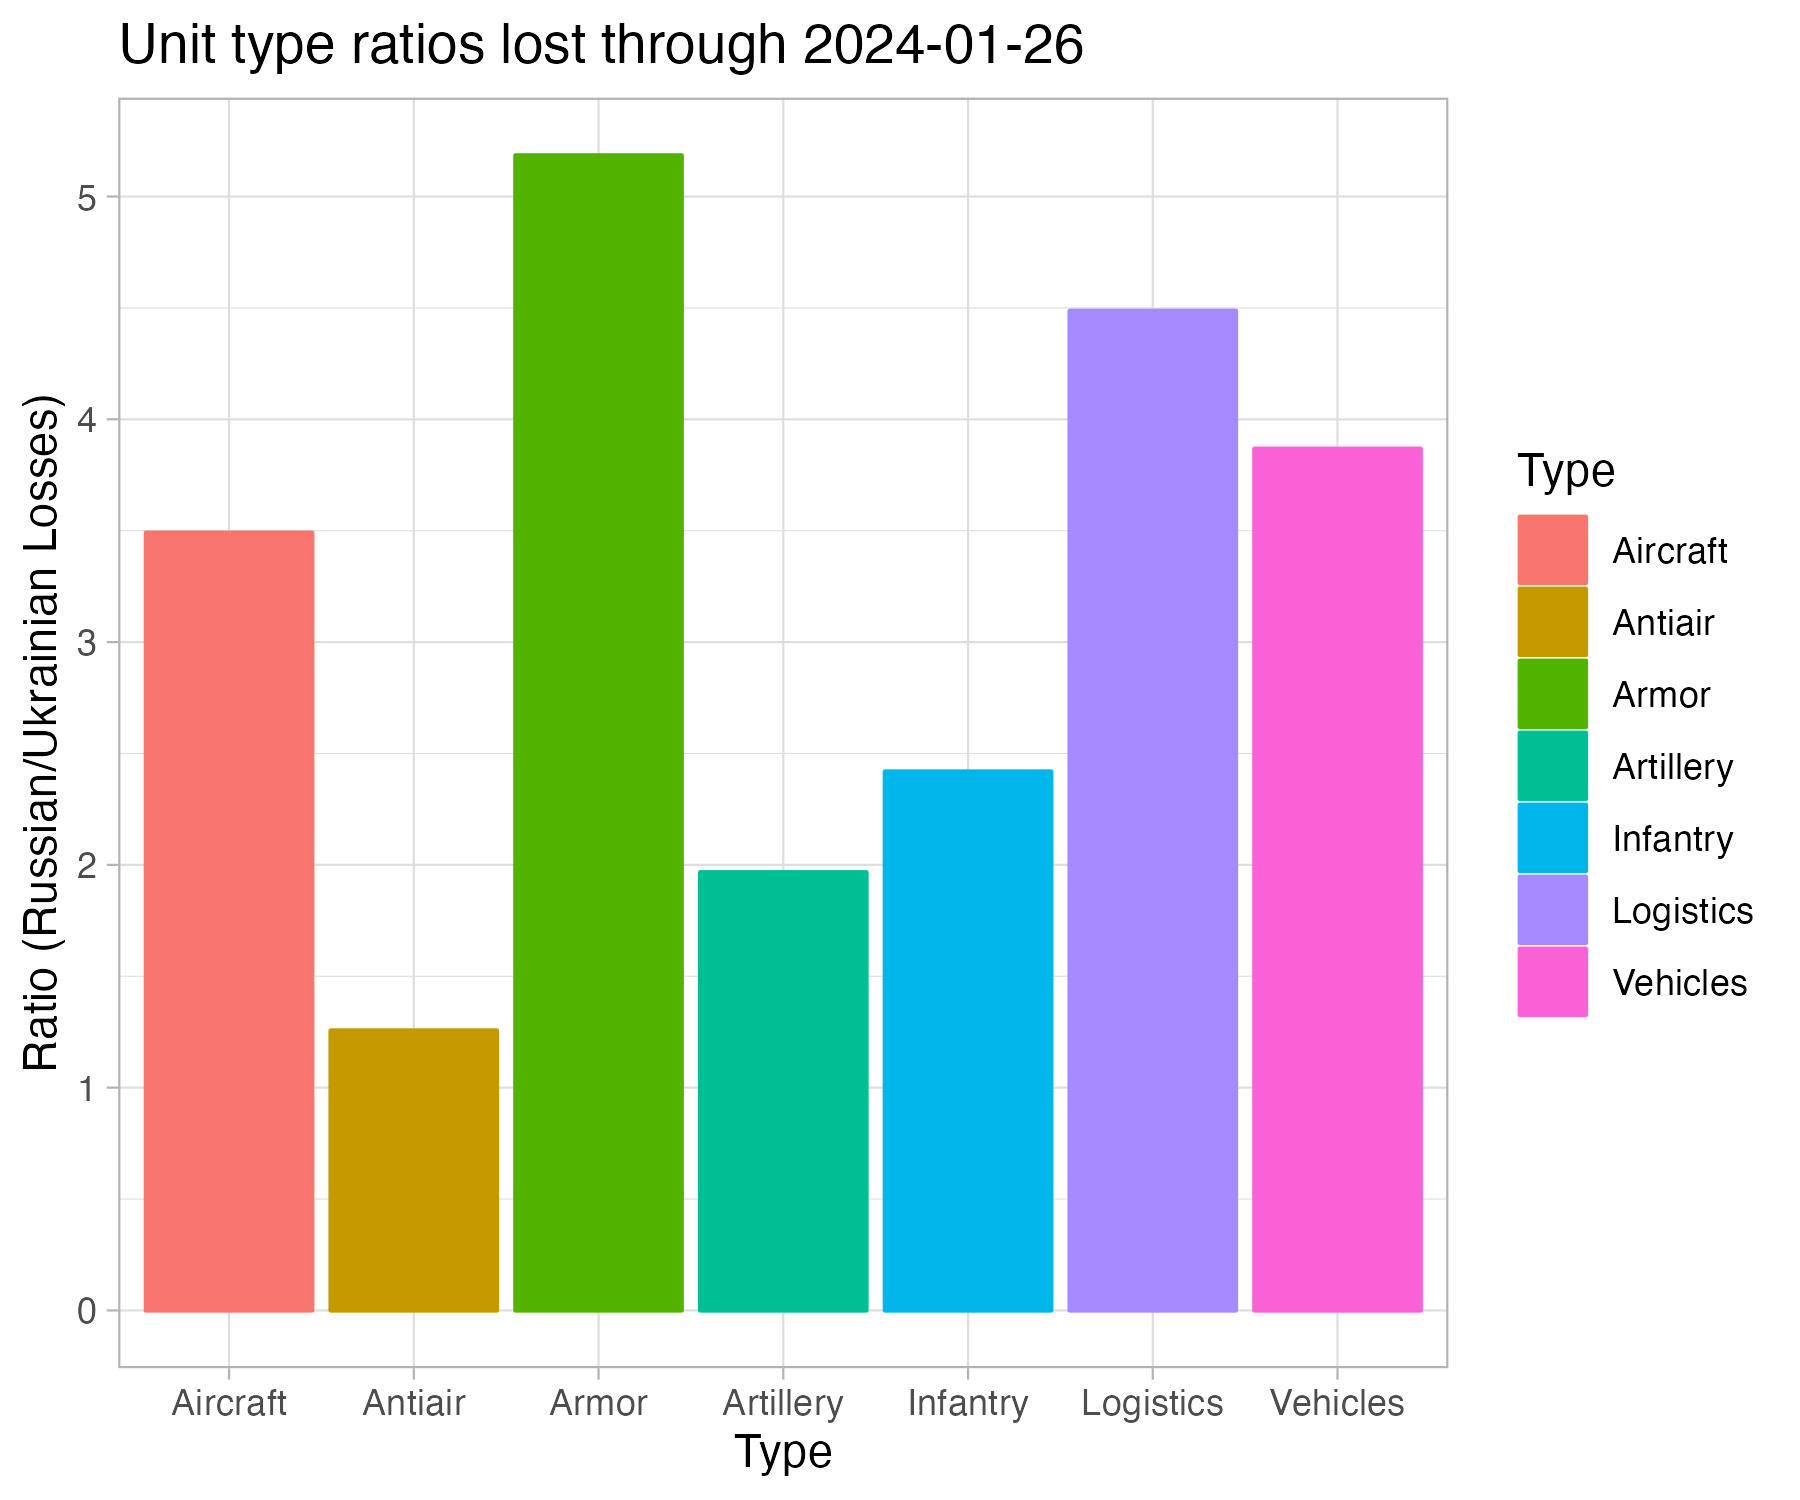 Unit type ratios lost through 2024-01-26
Ratio (Russian/Ukrainian Losses)
5
4
3
2
1
0
Aircraft
Antiair
Armor
Artillery
Infantry
Logistics
Vehicles
Type
Type
Aircraft
Antiair
Armor
Artillery
Infantry
Logistics
Vehicles